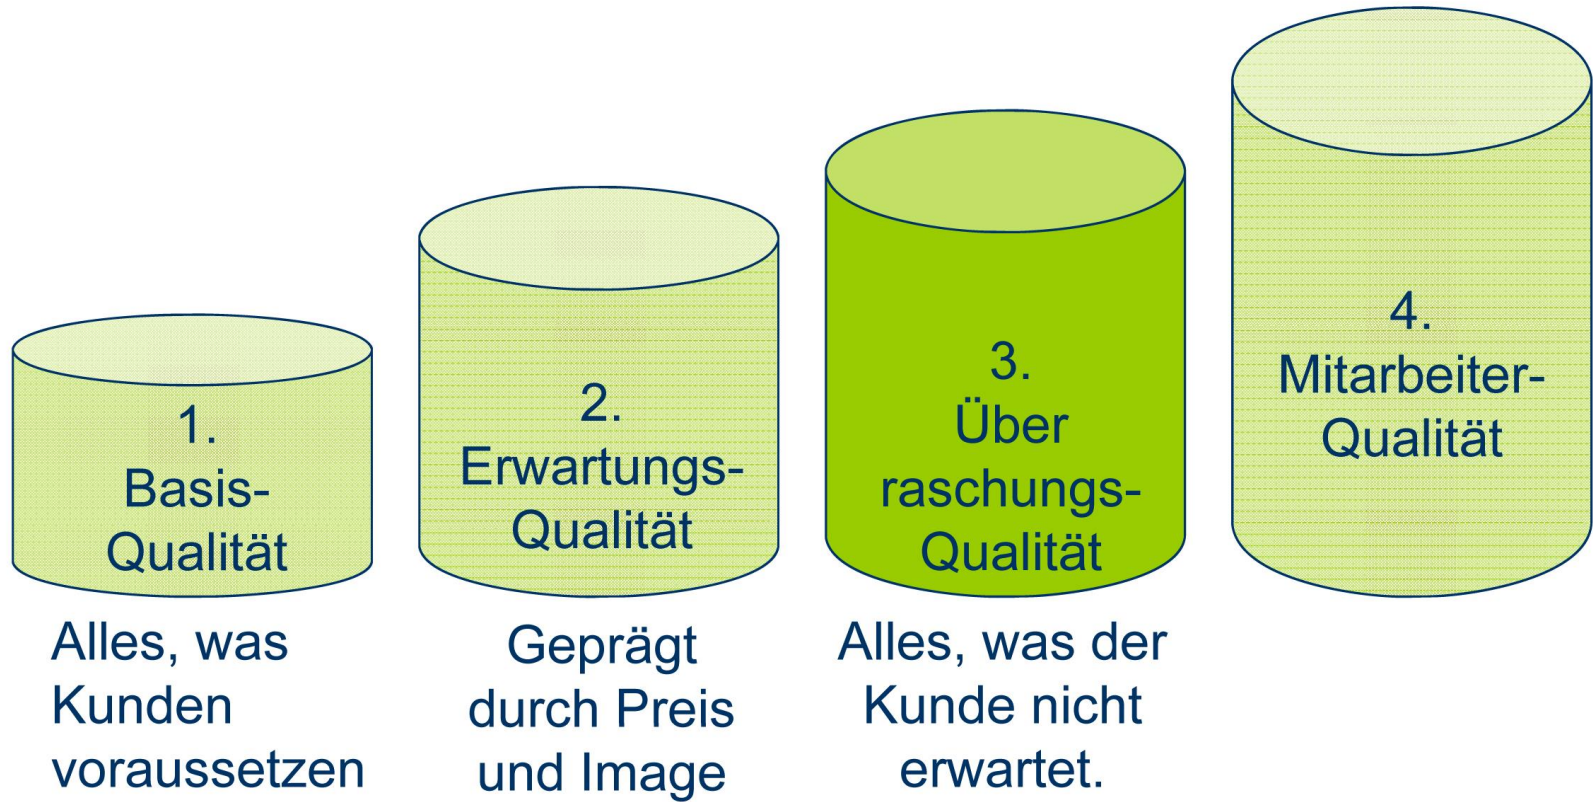 1.
Basis-
Qualität
Alles, was
Kunden
voraussetzen
2.
Erwartungs-
Qualität
Geprägt
durch Preis
und Image
3.
Über
raschungs-
Qualität
Alles, was der
Kunde nicht
erwartet.
4.
Mitarbeiter-
Qualität